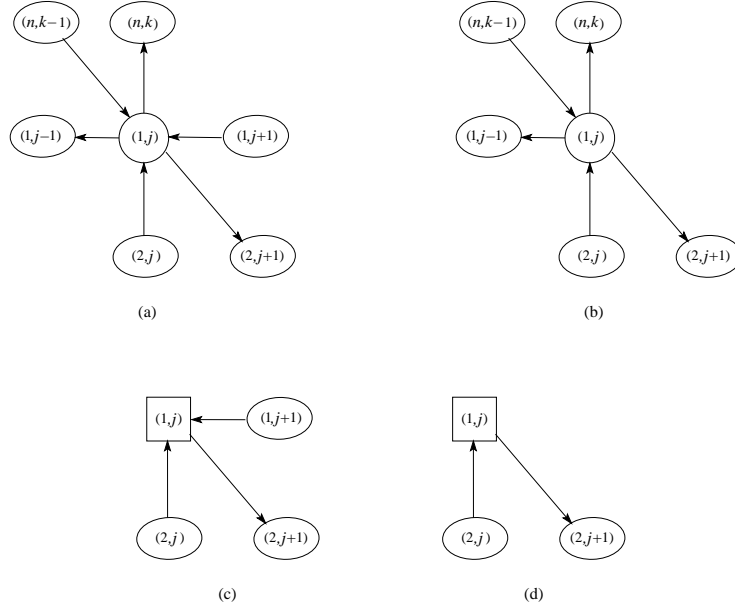 (n,k−1) (n,k) (n,k−1) (n,k)
(1,j−1) (1,j) (1,j+1) (1,j−1) (1,j)
(2,j) (2,j+1) (2,j) (2,j+1)
(a) (b)
(1,j) (1,j+1) (1,j)
(2,j) (2,j+1) (2,j) (2,j+1)
(c) (d)